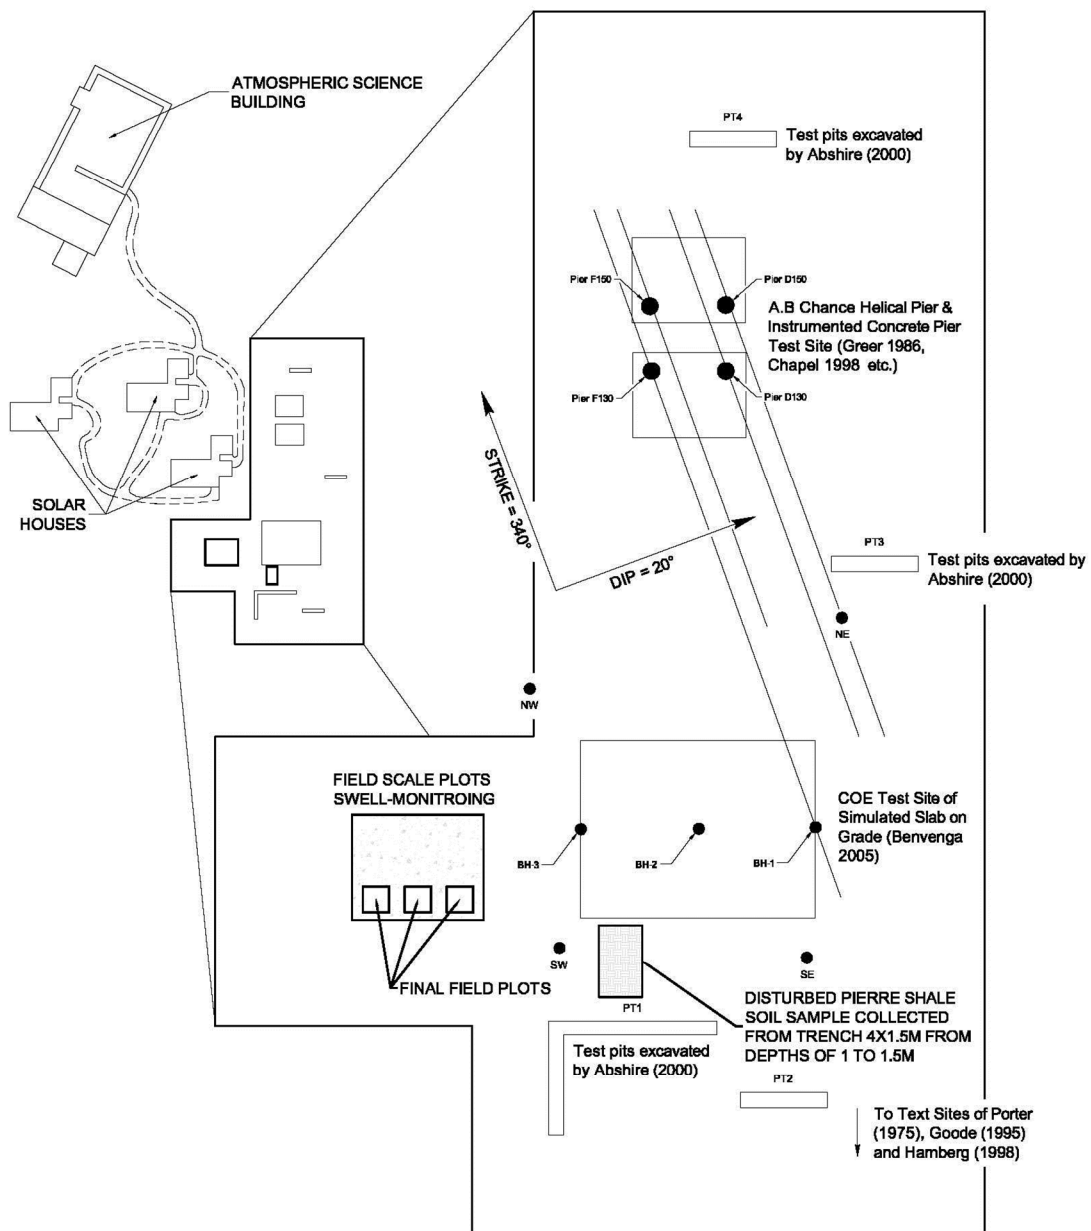 ATMOSPHERIC SCIENCE
BUILDING
PT4
Test pits excavated
by Abshire (2000)
Pier F150
Pier D150
A.B Chance Helical Pier &
Instrumented Concrete Pier
Test Site (Greer 1986,
Chapel 1998 etc.)
Pier F130
Pier D130
STRIKE = 340°
DIP = 20°
SOLAR
HOUSES
PT3
Test pits excavated by
Abshire (2000)
NE
NW
FIELD SCALE PLOTS
SWELL-MONITROING
COE Test Site of
Simulated Slab on
Grade (Benvenga
2005)
BH-3
BH-2
BH-1
SW
SE
FINAL FIELD PLOTS
PT1
DISTURBED PIERRE SHALE
SOIL SAMPLE COLLECTED
FROM TRENCH 4X1.5M FROM
DEPTHS OF 1 TO 1.5M
Test pits excavated
by Abshire (2000)
PT2
To Text Sites of Porter
(1975), Goode (1995)
and Hamberg (1998)